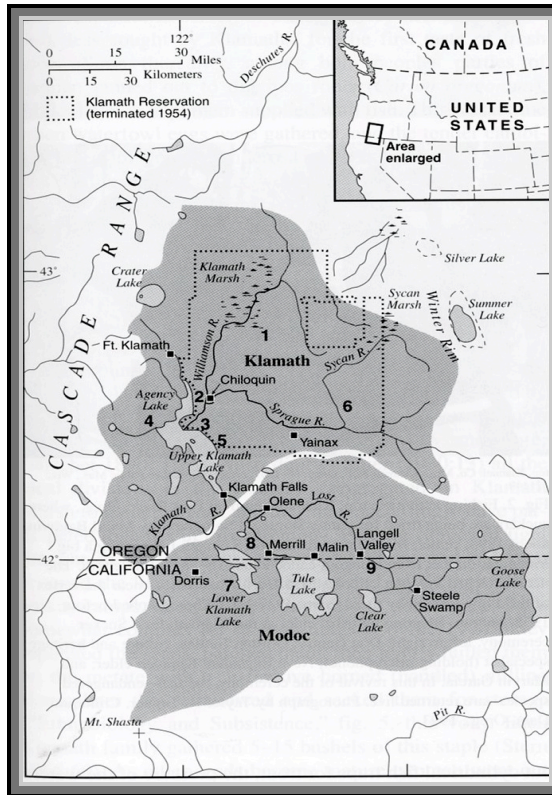 122°
0 15 30 Miles
0 15 30 Kilometers
Klamath Reservation
(terminated 1954)
Deschutes R.
CANADA
UNITED
STATES
Area
enlarged
CASCADE RANGE
43°
Crater
Lake
Klamath
Marsh
Silver Lake
Sycan
Marsh
Winter Rim
Summer
Lake
Ft. Klamath
Williamson R.
1
Klamath
Sycan R.
Chiloquin
2
Agency
Lake
4
3
Sprague R.
6
5
Yainax
Upper Klamath
Lake
Klamath Falls
Olene
Lost R.
Klamath R.
8
Merrill
Malin
Langell
Valley
42°
OREGON
CALIFORNIA
9
Dorris
7
Lower
Klamath
Lake
Tule
Lake
Clear
Lake
Steele
Swamp
Goose
Lake
Modoc
Mt. Shasta
Pit R.